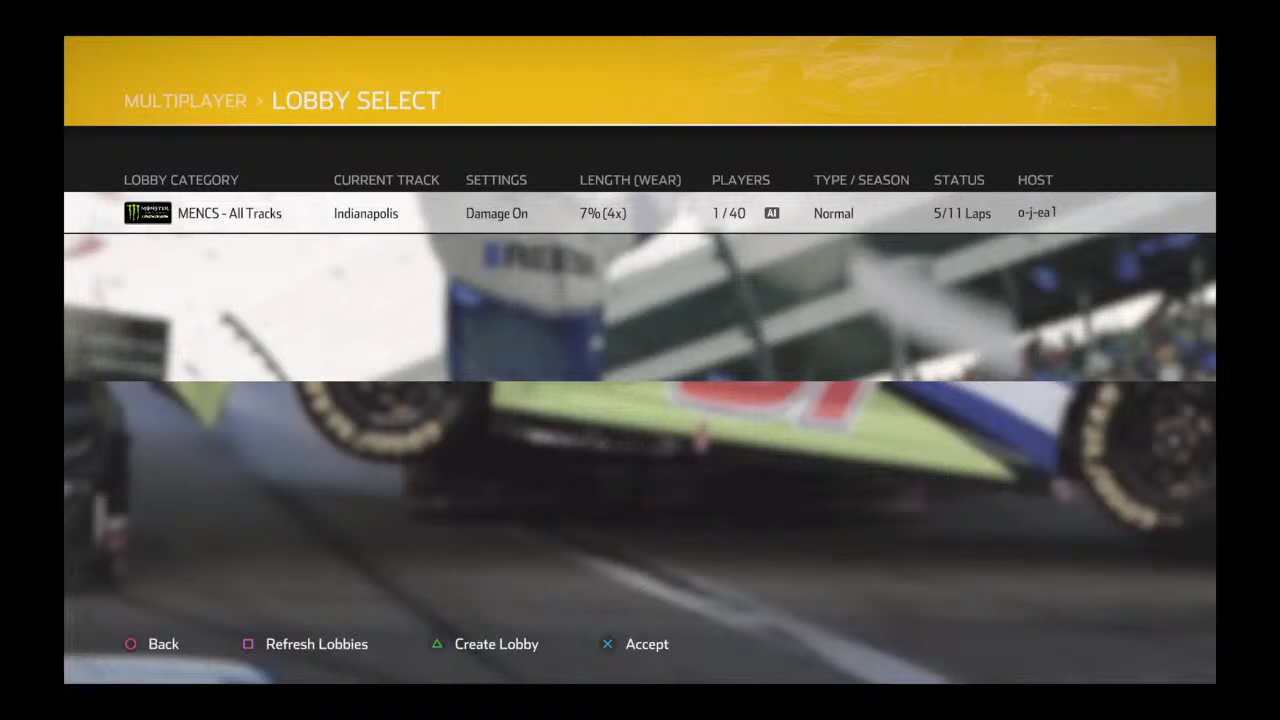 MULTIPLAYER > LOBBY SELECT
LOBBY CATEGORY CURRENT TRACK SETTINGS LENGTH (WEAR) PLAYERS TYPE / SEASON STATUS HOST
MONSTER MENCS - All Tracks Indianapolis Damage On 7% (4x) 1 / 40 AI Normal 5/11 Laps o-j-ea1
Back Refresh Lobbies Create Lobby Accept